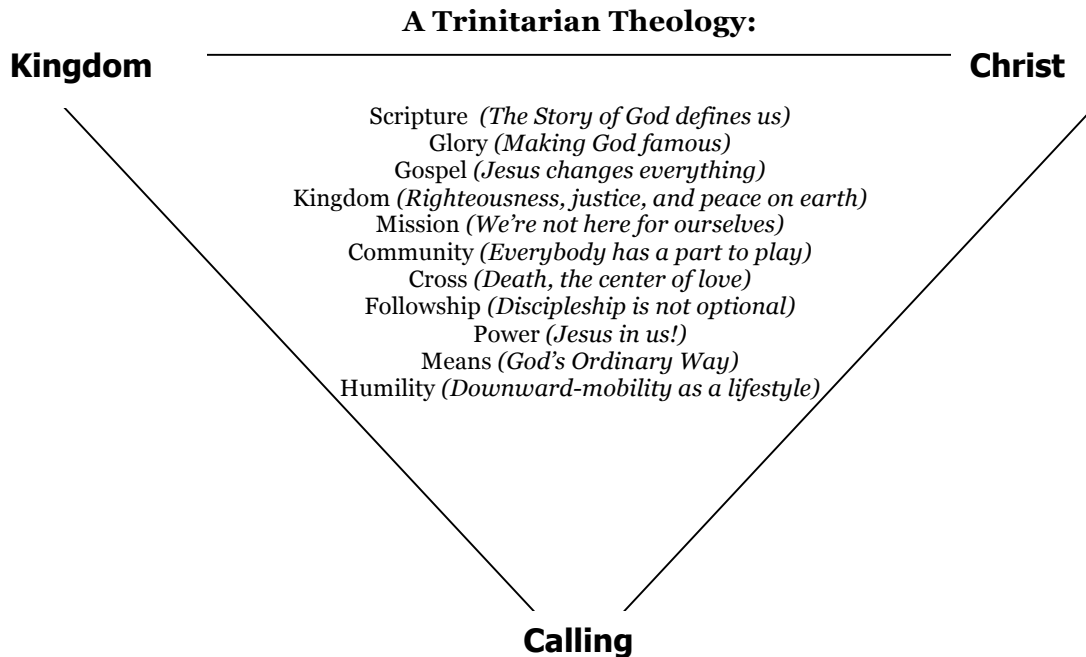 A Trinitarian Theology:
Kingdom
Christ
Scripture (The Story of God defines us)
Glory (Making God famous)
Gospel (Jesus changes everything)
Kingdom (Righteousness, justice, and peace on earth)
Mission (We’re not here for ourselves)
Community (Everybody has a part to play)
Cross (Death, the center of love)
Followship (Discipleship is not optional)
Power (Jesus in us!)
Means (God’s Ordinary Way)
Humility (Downward-mobility as a lifestyle)
Calling